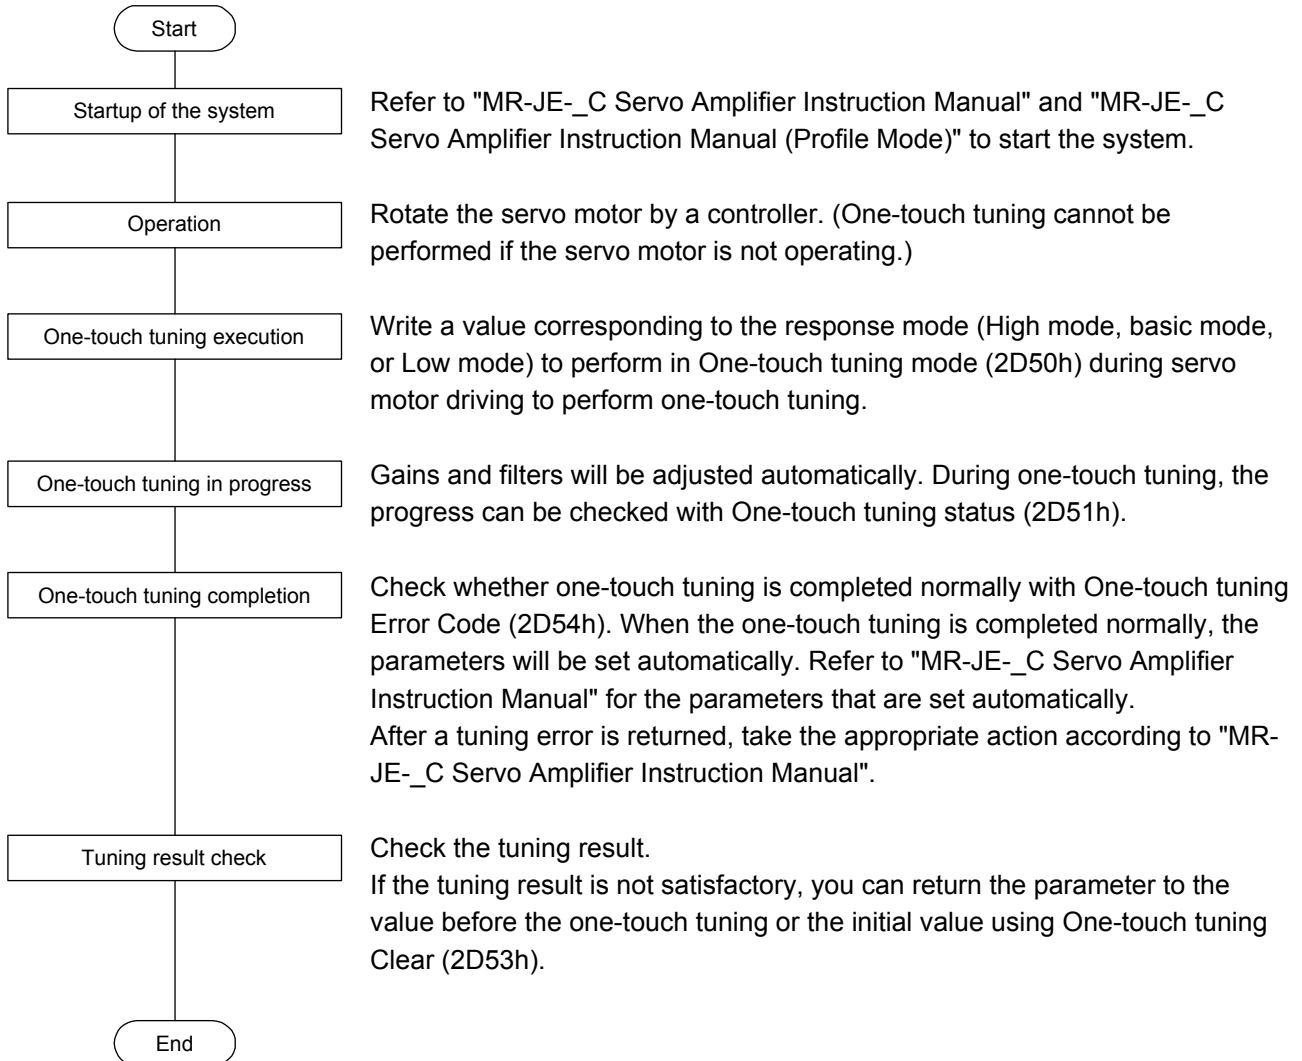 Start
Startup of the system
Refer to "MR-JE-_C Servo Amplifier Instruction Manual" and "MR-JE-_C
Servo Amplifier Instruction Manual (Profile Mode)" to start the system.
Operation
Rotate the servo motor by a controller. (One-touch tuning cannot be
performed if the servo motor is not operating.)
One-touch tuning execution
Write a value corresponding to the response mode (High mode, basic mode,
or Low mode) to perform in One-touch tuning mode (2D50h) during servo
motor driving to perform one-touch tuning.
One-touch tuning in progress
Gains and filters will be adjusted automatically. During one-touch tuning, the
progress can be checked with One-touch tuning status (2D51h).
One-touch tuning completion
Check whether one-touch tuning is completed normally with One-touch tuning
Error Code (2D54h). When the one-touch tuning is completed normally, the
parameters will be set automatically. Refer to "MR-JE-_C Servo Amplifier
Instruction Manual" for the parameters that are set automatically.
After a tuning error is returned, take the appropriate action according to "MR-
JE-_C Servo Amplifier Instruction Manual".
Tuning result check
Check the tuning result.
If the tuning result is not satisfactory, you can return the parameter to the
value before the one-touch tuning or the initial value using One-touch tuning
Clear (2D53h).
End